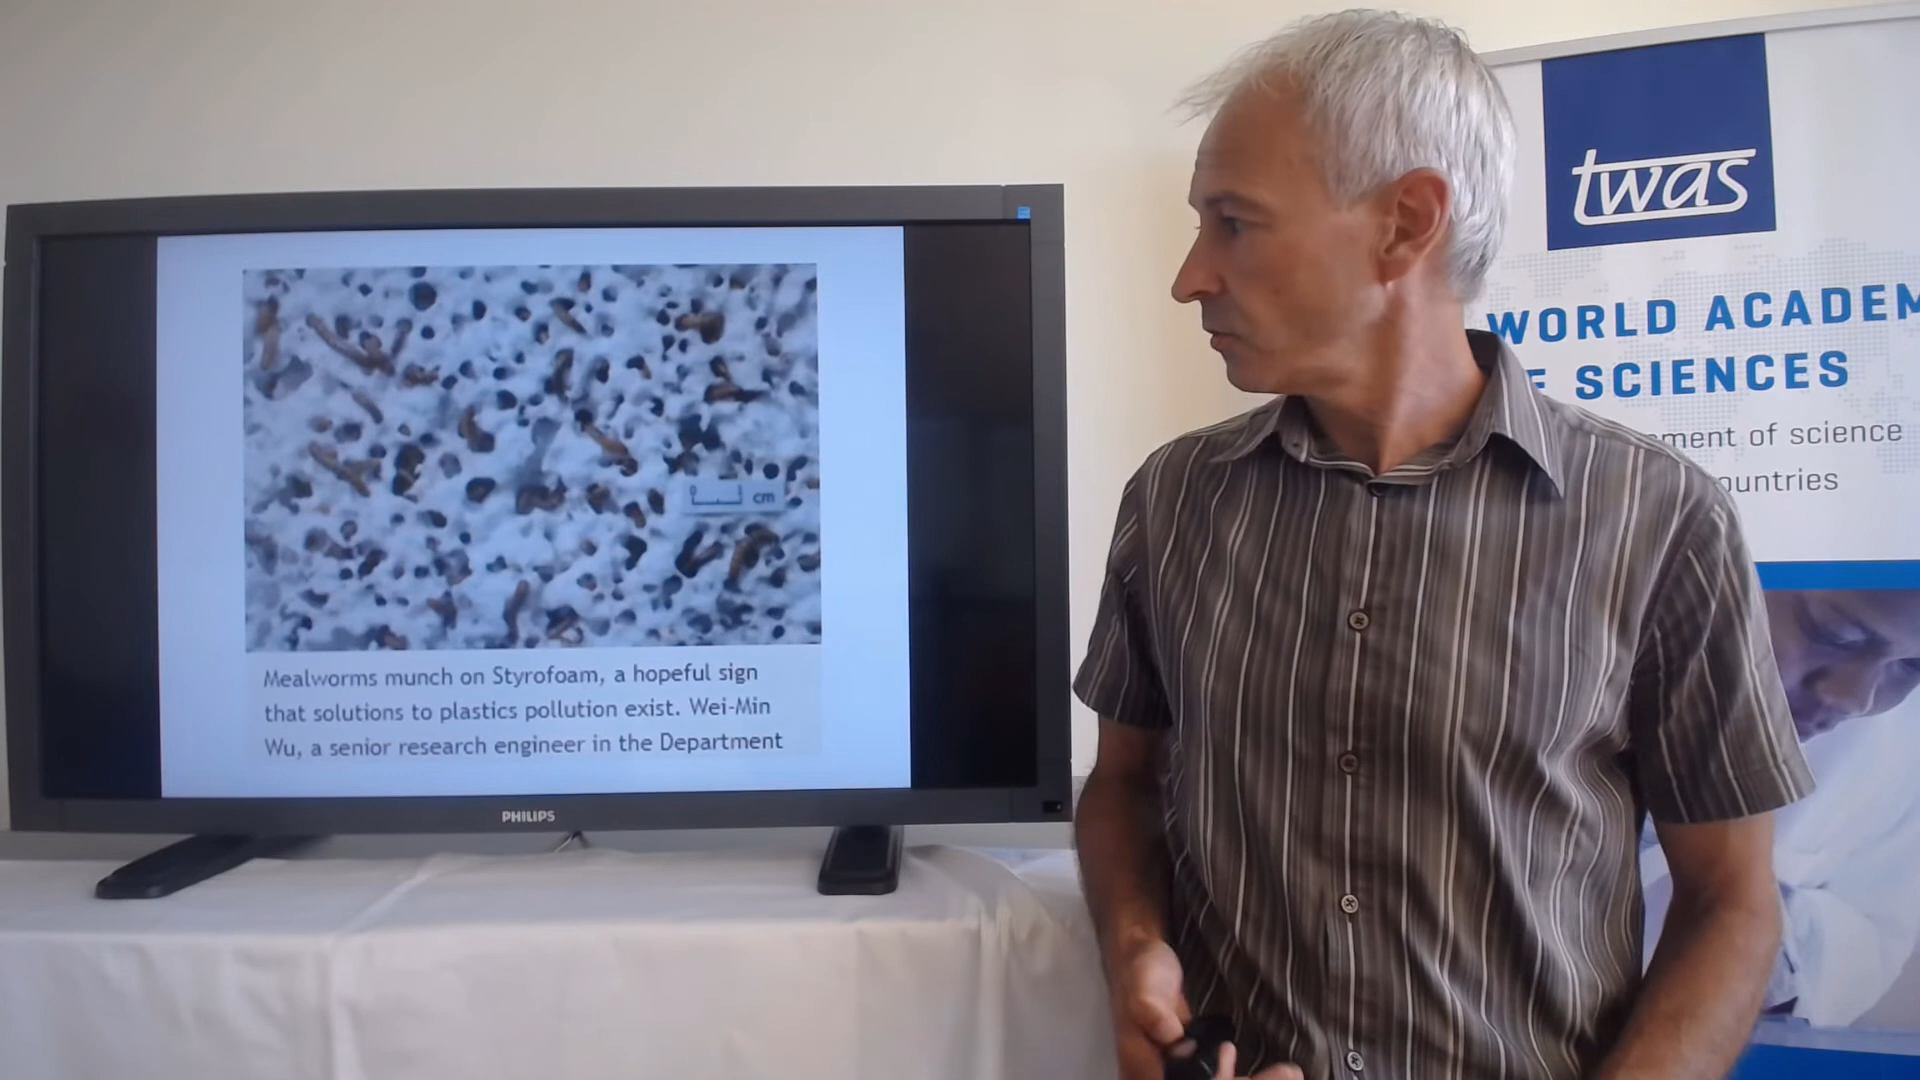 twas
WORLD ACADEM
SCIENCES
ment of science
ountries
0
cm
Mealworms munch on Styrofoam, a hopeful sign
that solutions to plastics pollution exist. Wei-Min
Wu, a senior research engineer in the Department
PHILIPS